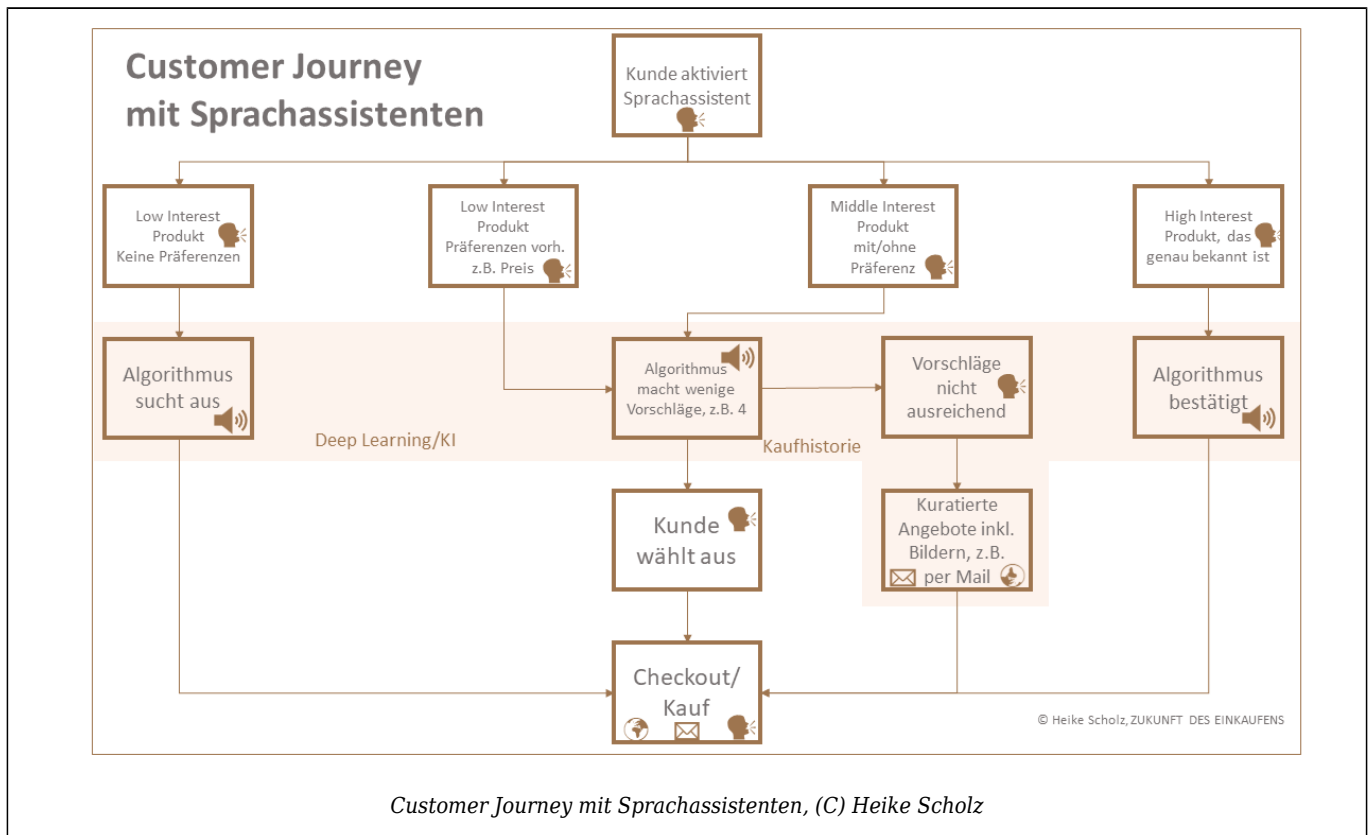 Customer Journey
mit Sprachassistenten
Kunde aktiviert
Sprachassistent
Low Interest
Produkt
Keine Präferenzen
Low Interest
Produkt
Präferenzen vorh.
z.B. Preis
Middle Interest
Produkt
mit/ohne
Präferenz
High Interest
Produkt, das
genau bekannt ist
Algorithmus
sucht aus
Algorithmus
macht wenige
Vorschläge, z.B. 4
Vorschläge
nicht
ausreichend
Algorithmus
bestätigt
Deep Learning/KI
Kaufhistorie
Kunde
wählt aus
Kuratierte
Angebote inkl.
Bildern, z.B.
per Mail
Checkout/
Kauf
© Heike Scholz, ZUKUNFT DES EINKAUFENS
Customer Journey mit Sprachassistenten, (C) Heike Scholz